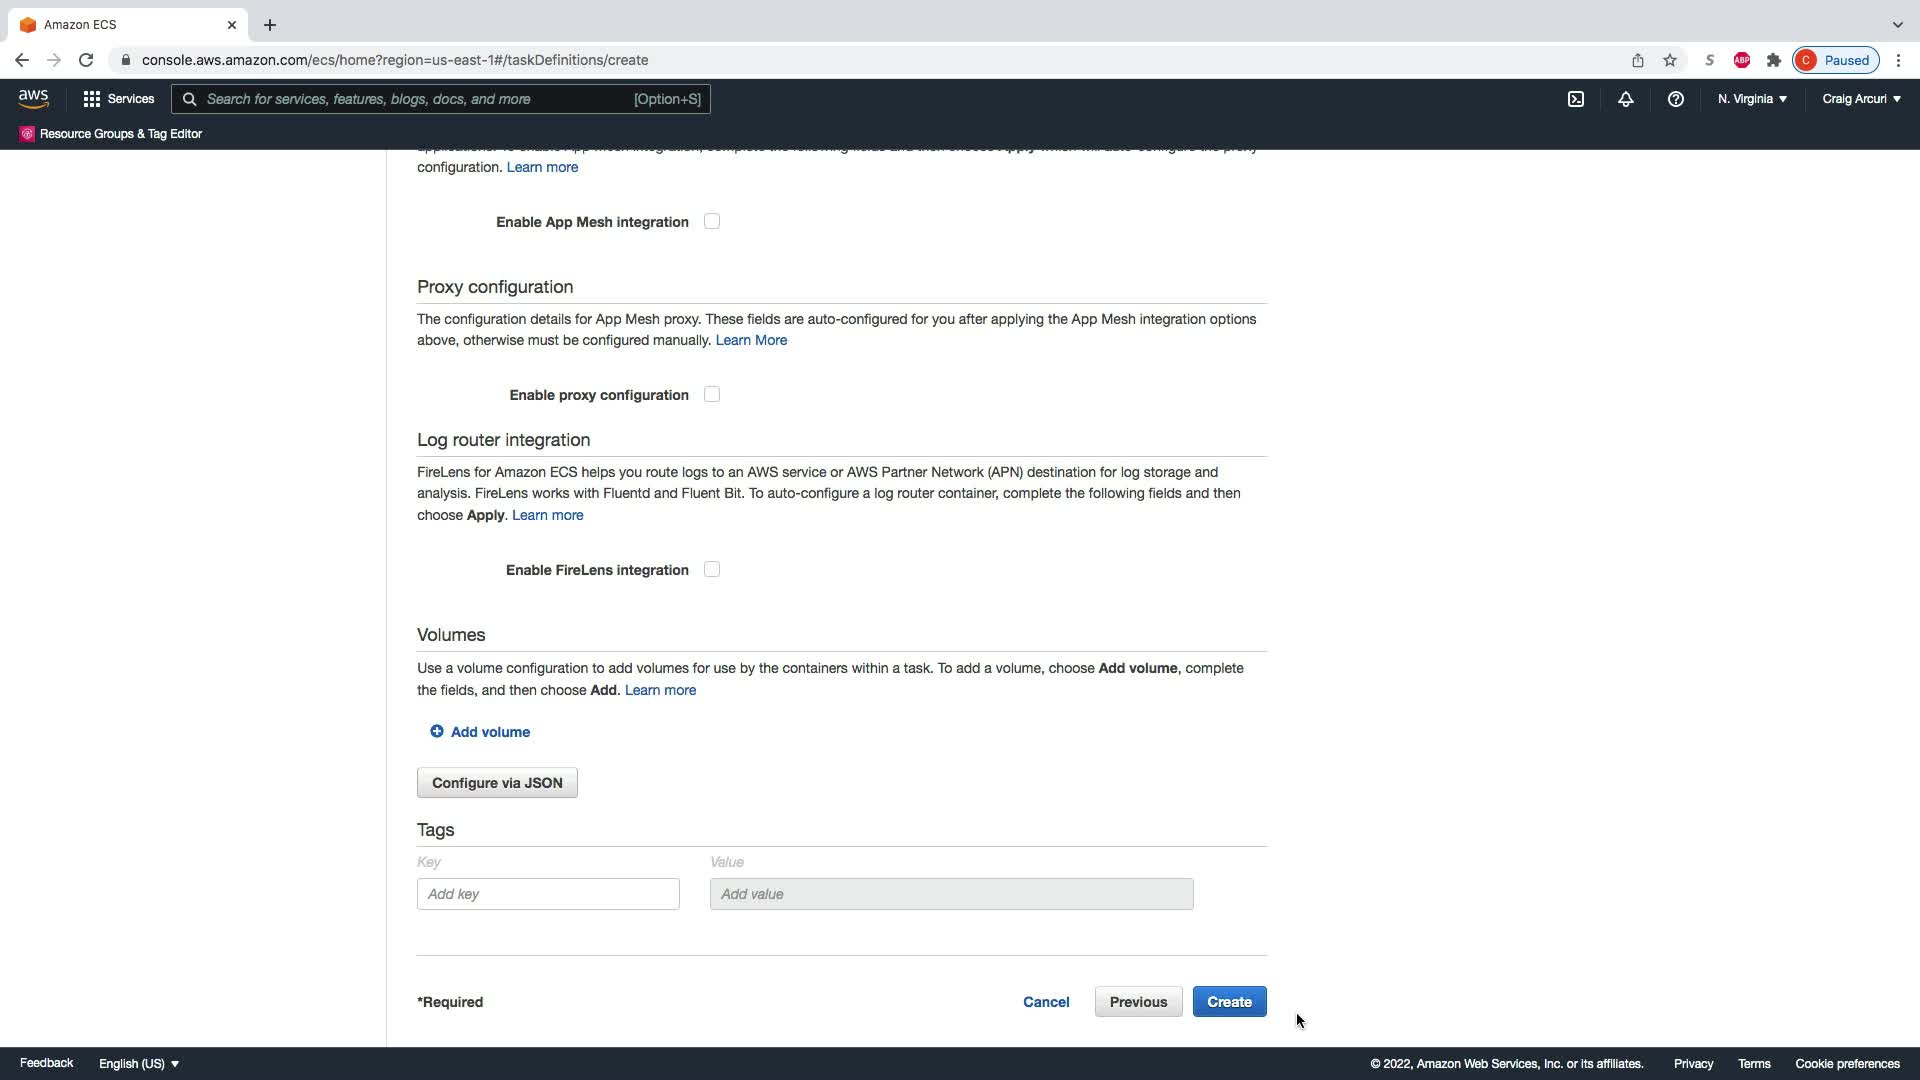 Amazon ECS
console.aws.amazon.com/ecs/home?region=us-east-1#/taskDefinitions/create
S
ABP
C
Paused
aws
Services
Search for services, features, blogs, docs, and more
[Option+S]
N. Virginia
Craig Arcuri
Resource Groups & Tag Editor
configuration. Learn more
Enable App Mesh integration
Proxy configuration
The configuration details for App Mesh proxy. These fields are auto-configured for you after applying the App Mesh integration options
above, otherwise must be configured manually. Learn More
Enable proxy configuration
Log router integration
FireLens for Amazon ECS helps you route logs to an AWS service or AWS Partner Network (APN) destination for log storage and
analysis. FireLens works with Fluentd and Fluent Bit. To auto-configure a log router container, complete the following fields and then
choose Apply. Learn more
Enable FireLens integration
Volumes
Use a volume configuration to add volumes for use by the containers within a task. To add a volume, choose Add volume, complete
the fields, and then choose Add. Learn more
Add volume
Configure via JSON
Tags
Key
Value
Add key
Add value
*Required
Cancel
Previous
Create
Feedback
English (US)
© 2022, Amazon Web Services, Inc. or its affiliates.
Privacy
Terms
Cookie preferences